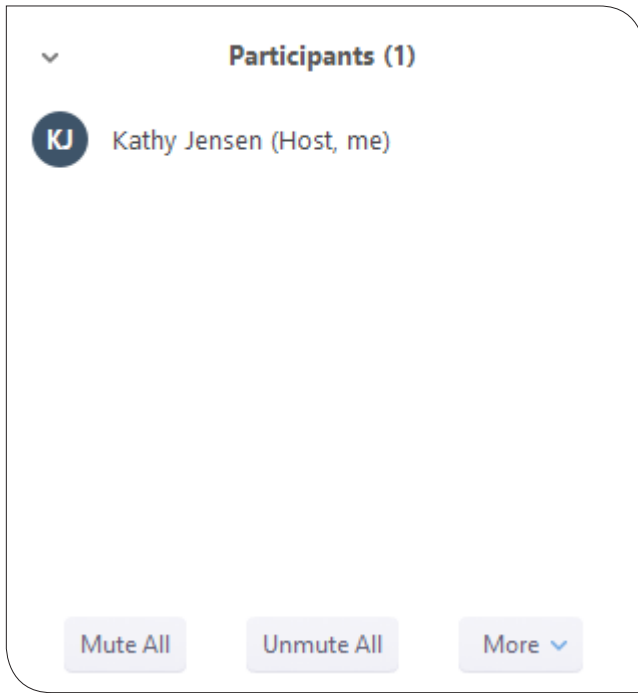 Participants (1)
KJ Kathy Jensen (Host, me)
Mute All Unmute All More